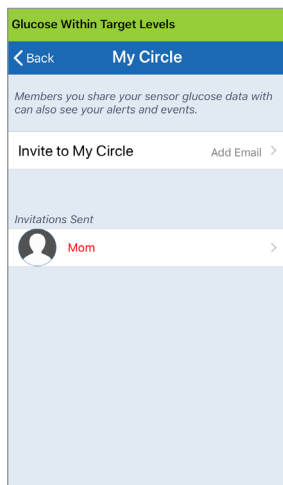 Glucose Within Target Levels
Back My Circle
Members you share your sensor glucose data with
can also see your alerts and events.
Invite to My Circle Add Email
Invitations Sent
Mom